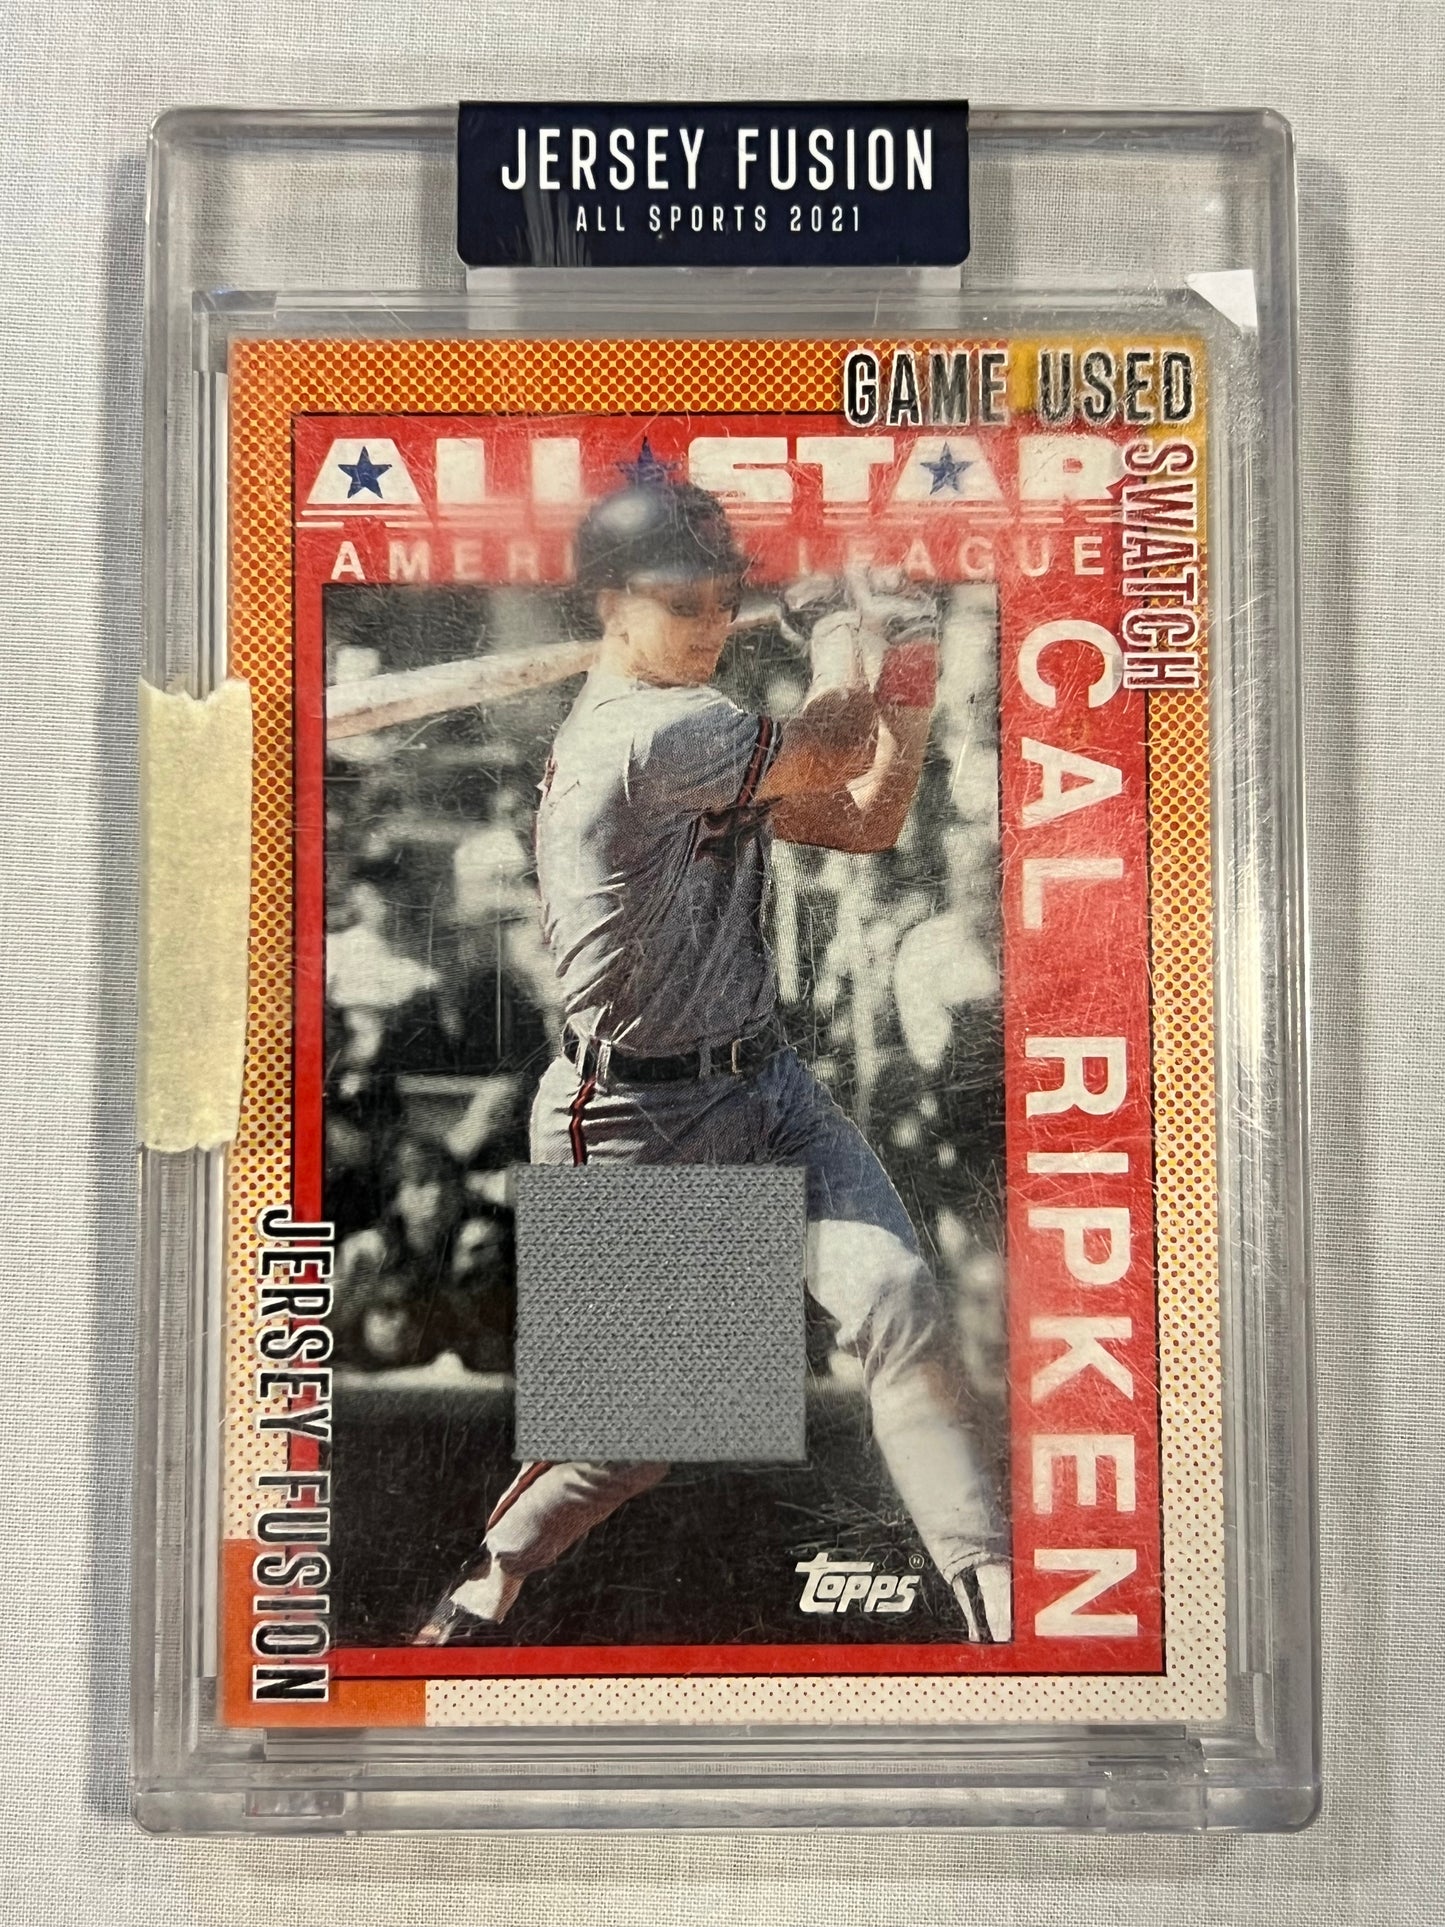 JERSEY FUSION
ALL SPORTS 2021
GAME USED
SWATCH
ALL STAR
AMERI LEAGUE
CAL RIPKEN
JERSEY FUSION
topps